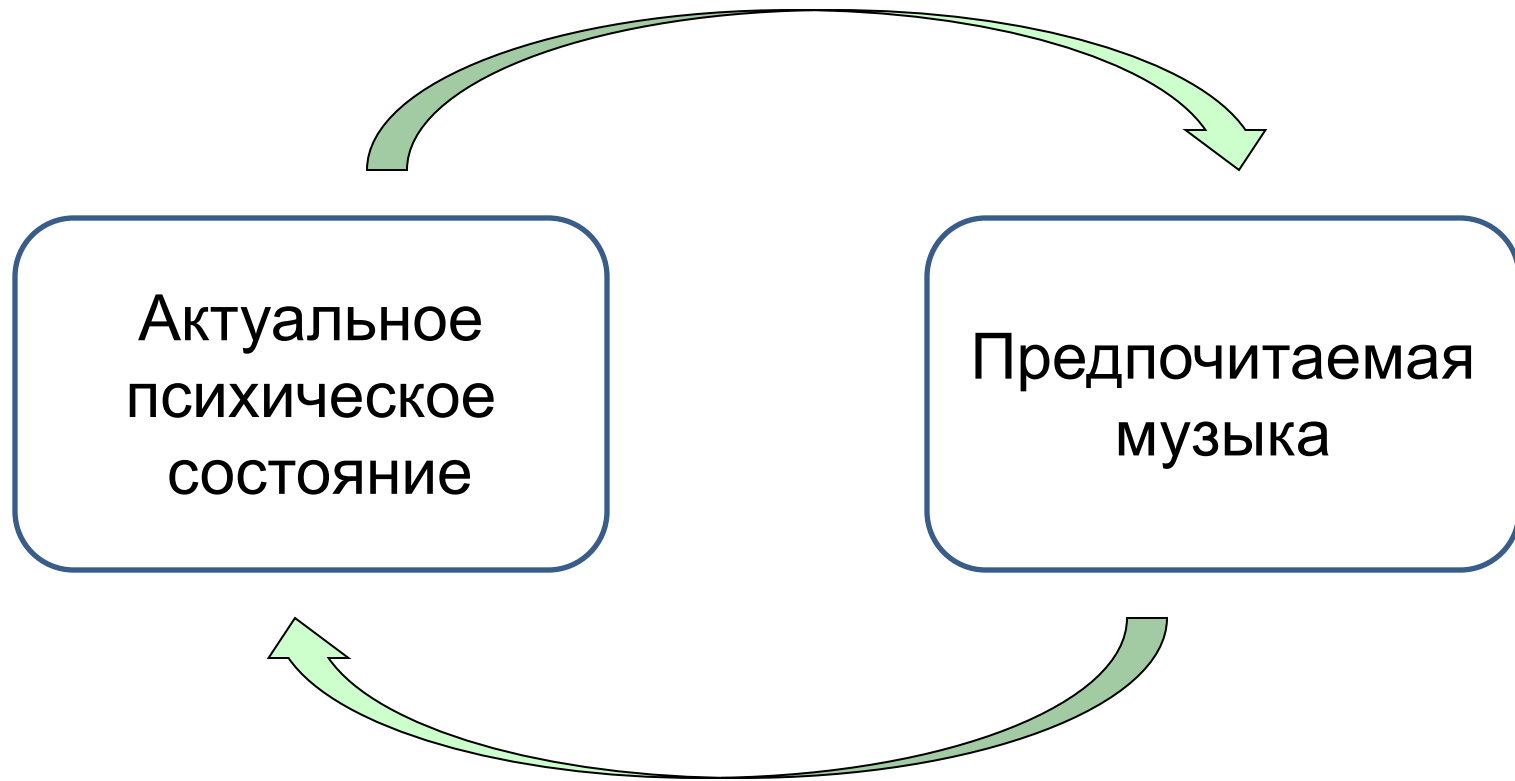 Актуальное
психическое
состояние
Предпочитаемая
музыка